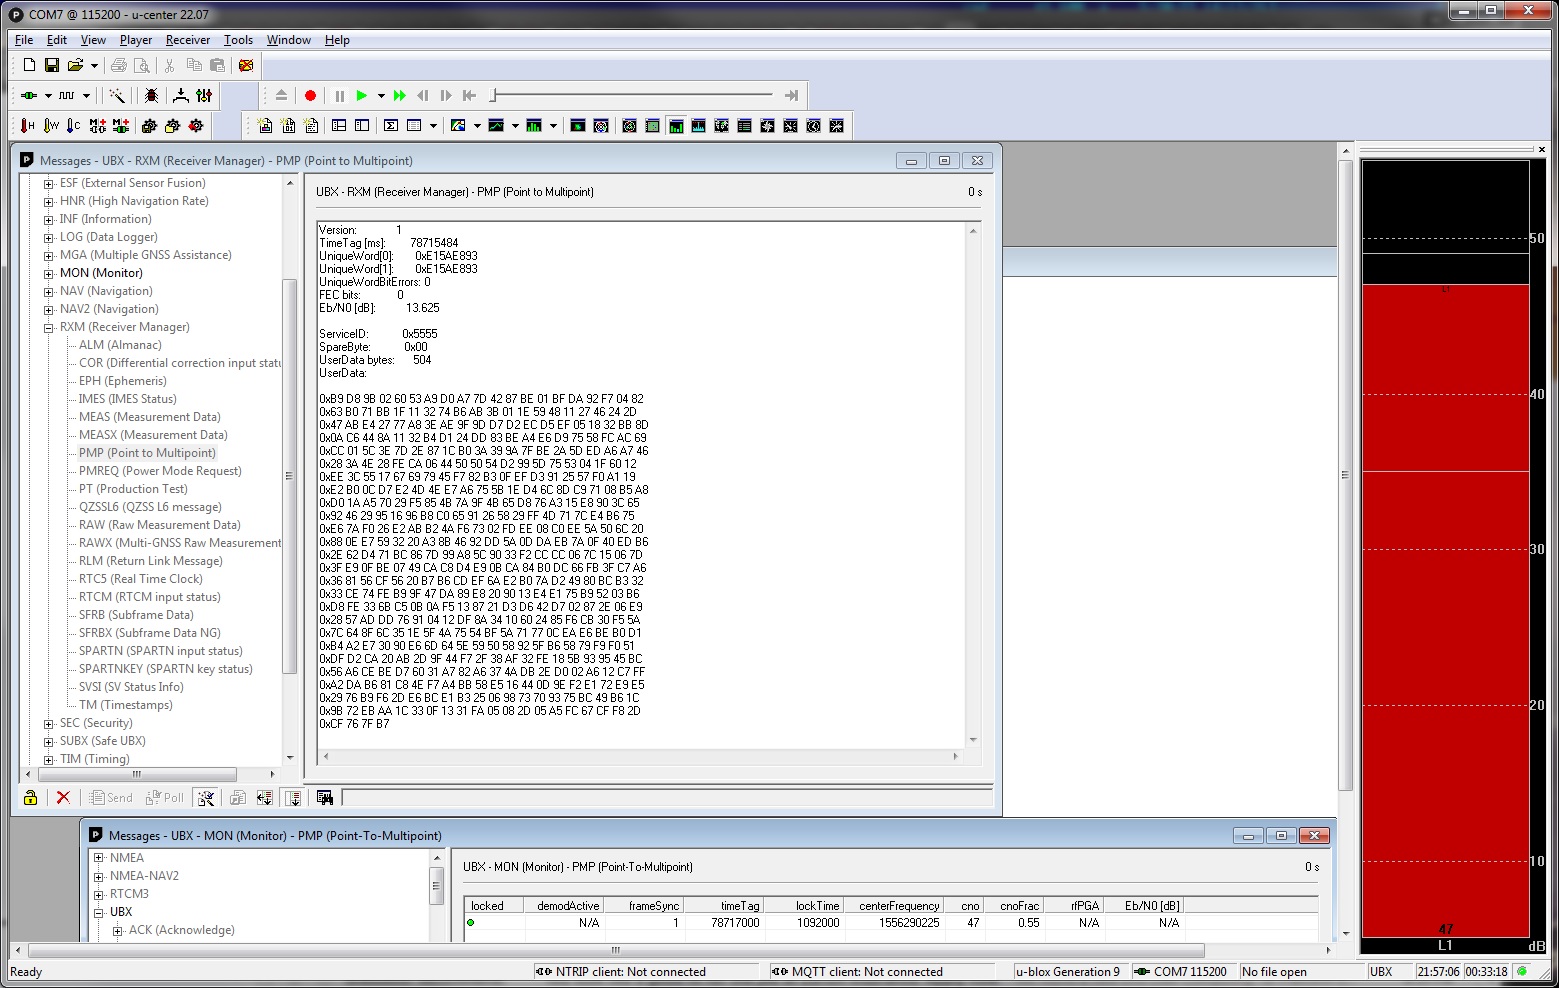 COM7 @ 115200 - u-center 22.07
File Edit View Player Receiver Tools Window Help
Messages - UBX - RXM (Receiver Manager) - PMP (Point to Multipoint)
ESF (External Sensor Fusion)
HNR (High Navigation Rate)
INF (Information)
LOG (Data Logger)
MGA (Multiple GNSS Assistance)
MON (Monitor)
NAV (Navigation)
NAV2 (Navigation)
RXM (Receiver Manager)
ALM (Almanac)
COR (Differential correction input statu
EPH (Ephemeris)
IMES (IMES Status)
MEAS (Measurement Data)
MEASX (Measurement Data)
PMP (Point to Multipoint)
PMREQ (Power Mode Request)
PT (Production Test)
QZSSL6 (QZSS L6 message)
RAW (Raw Measurement Data)
RAWX (Multi-GNSS Raw Measurement
RLM (Return Link Message)
RTC5 (Real Time Clock)
RTCM (RTCM input status)
SFRB (Subframe Data)
SFRBX (Subframe Data NG)
SPARTN (SPARTN input status)
SPARTNKEY (SPARTN key status)
SVSI (SV Status Info)
TM (Timestamps)
SEC (Security)
SUBX (Safe UBX)
TIM (Timing)
Send Poll
UBX - RXM (Receiver Manager) - PMP (Point to Multipoint) 0 s
Version: 1
TimeTag [ms]: 78715484
UniqueWord[0]: 0xE15AE893
UniqueWord[1]: 0xE15AE893
UniqueWordBitErrors: 0
FEC bits: 0
Eb/N0 [dB]: 13.625
ServiceID: 0x5555
SpareByte: 0x00
UserData bytes: 504
UserData:
0xB9 D8 9B 02 60 53 A9 D0 A7 7D 42 87 BE 01 BF DA 92 F7 04 82
0x63 B0 71 BB 1F 11 32 74 B6 AB 3B 01 1E 59 48 11 27 46 24 2D
0x47 AB E4 27 77 A8 3E AE 9F 9D D7 D2 EC D5 EF 05 18 32 BB 8D
0x0A C6 44 8A 11 32 B4 D1 24 DD 83 BE A4 E6 D9 75 58 FC AC 69
0xCC 01 5C 3E 7D 2E 87 1C B0 3A 39 9A 7F BE 2A 5D ED A6 A7 46
0x28 3A 4E 28 FE CA 06 44 50 50 54 D2 99 5D 75 53 04 1F 60 12
0xEE 3C 55 17 67 69 79 45 F7 82 B3 0F EF D3 91 25 57 F0 A1 19
0xE2 B0 0C D7 E2 4D 4E E7 A6 75 5B 1E D4 6C 8D C9 71 08 B5 A8
0xD0 1A A5 70 29 F5 85 4B 7A 9F 4B 65 D8 76 A3 15 E8 90 3C 65
0x92 46 29 95 16 96 B8 C0 65 91 26 58 29 FF 4D 71 7C E4 B6 75
0xE6 7A F0 26 E2 AB B2 4A F6 73 02 FD EE 08 C0 EE 5A 50 6C 20
0x88 0E E7 59 32 20 A3 8B 46 92 DD 5A 0D DA EB 7A 0F 40 ED B6
0x2E 62 D4 71 BC 86 7D 99 A8 5C 90 33 F2 CC CC 06 7C 15 06 7D
0x3F E9 0F BE 07 49 CA C8 D4 E9 0B CA 84 B0 DC 66 FB 3F C7 A6
0x36 81 56 CF 56 20 B7 B6 CD EF 6A E2 B0 7A D2 49 80 BC B3 32
0x33 CE 74 FE B9 9F 47 DA 89 E8 20 90 13 E4 E1 75 B9 52 03 B6
0xD8 FE 33 6B C5 0B 0A F5 13 87 21 D3 D6 42 D7 02 87 2E 06 E9
0x28 57 AD DD 76 91 04 12 DF 8A 34 10 60 24 85 F6 CB 30 F5 5A
0x7C 64 8F 6C 35 1E 5F 4A 75 54 BF 5A 71 77 0C EA E6 BE B0 D1
0xB4 A2 E7 30 90 E6 6D 64 5E 59 50 58 92 5F B6 58 79 F9 F0 51
0xDF D2 CA 20 AB 2D 9F 44 F7 2F 38 AF 32 FE 18 5B 93 95 45 BC
0x56 A6 CE BE D7 60 31 A7 82 A6 37 4A DB 2E D0 02 A6 12 C7 FF
0xA2 DA B6 81 C8 4E F7 A4 BB 58 E5 16 44 0D 9E F2 E1 72 E9 E5
0x29 76 B9 F6 2D E6 BC E1 B3 25 06 98 73 70 93 75 BC 49 B6 1C
0x9B 72 EB AA 1C 33 0F 13 31 FA 05 08 2D 05 A5 FC 67 CF F8 2D
0xCF 76 7F B7
50
L1
40
30
20
10
47
L1 dB
Messages - UBX - MON (Monitor) - PMP (Point-To-Multipoint)
NMEA
NMEA-NAV2
RTCM3
UBX
ACK (Acknowledge)
UBX - MON (Monitor) - PMP (Point-To-Multipoint) 0 s
locked demodActive frameSync timeTag lockTime centerFrequency cno cnoFrac rfPGA Eb/N0 [dB]
N/A 1 78717000 1092000 1556290225 47 0.55 N/A N/A
Ready NTRIP client: Not connected MQTT client: Not connected u-blox Generation 9 COM7 115200 No file open UBX 21:57:06 00:33:18